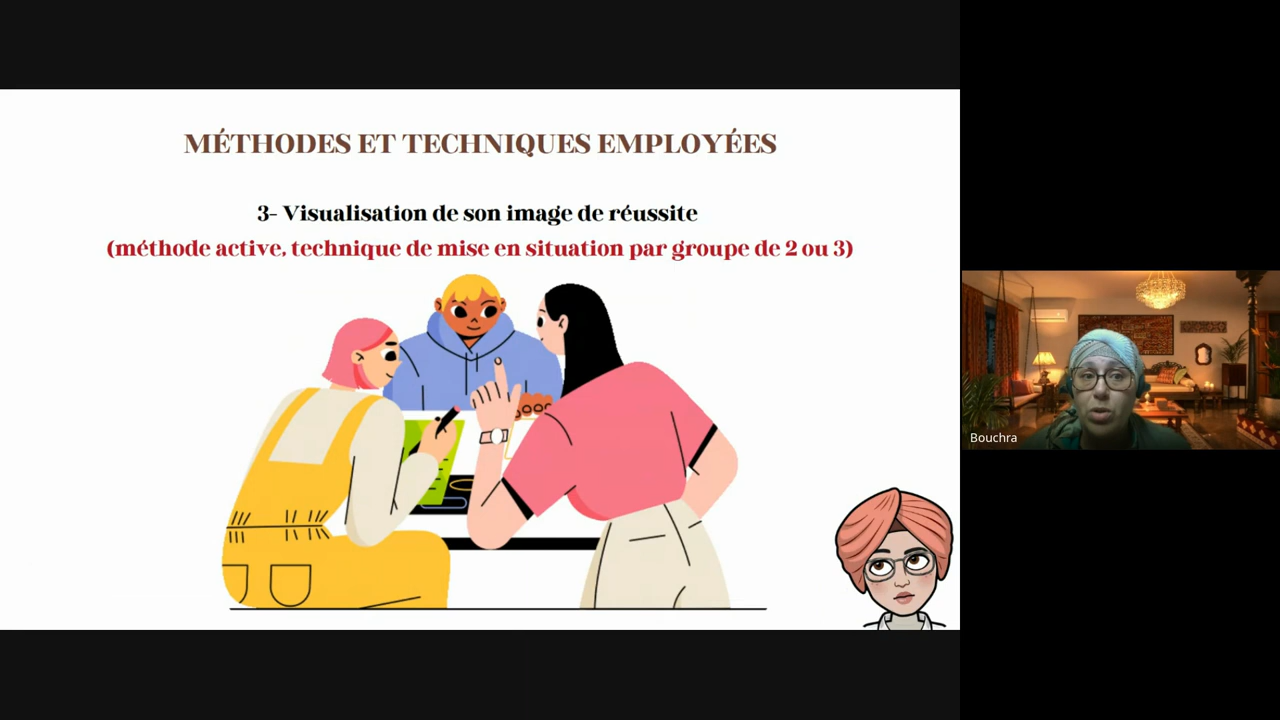 MÉTHODES ET TECHNIQUES EMPLOYÉES
3- Visualisation de son image de réussite
(méthode active, technique de mise en situation par groupe de 2 ou 3)
Bouchra